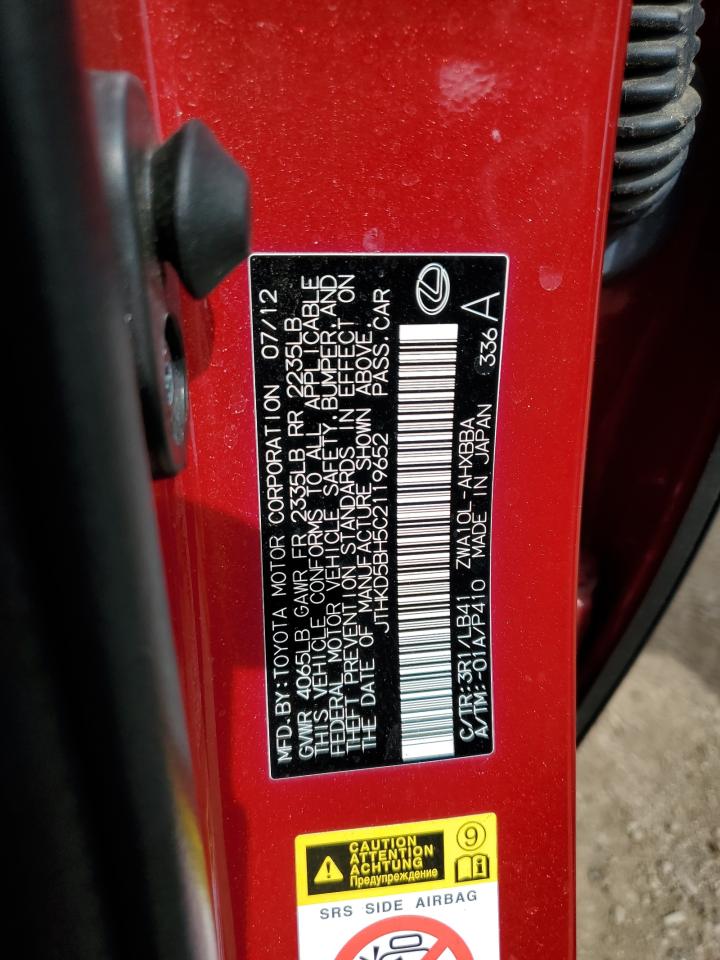 MFD. BY: TOYOTA MOTOR CORPORATION 07/12
GVWR 4065LB GAWR FR 2335LB RR 2235LB
THIS VEHICLE CONFORMS TO ALL APPLICABLE
FEDERAL MOTOR VEHICLE SAFETY, BUMPER, AND
THEFT PREVENTION STANDARDS IN EFFECT ON
THE DATE OF MANUFACTURE SHOWN ABOVE.
JTHKD5BH5C2119652 PASS. CAR
C/TR: 3R1/LB41 ZWA10L-AHXBBA
A/TM: -01A/P410 MADE IN JAPAN 336 A
CAUTION
ATTENTION
ACHTUNG
Предупреждение
9
SRS SIDE AIRBAG